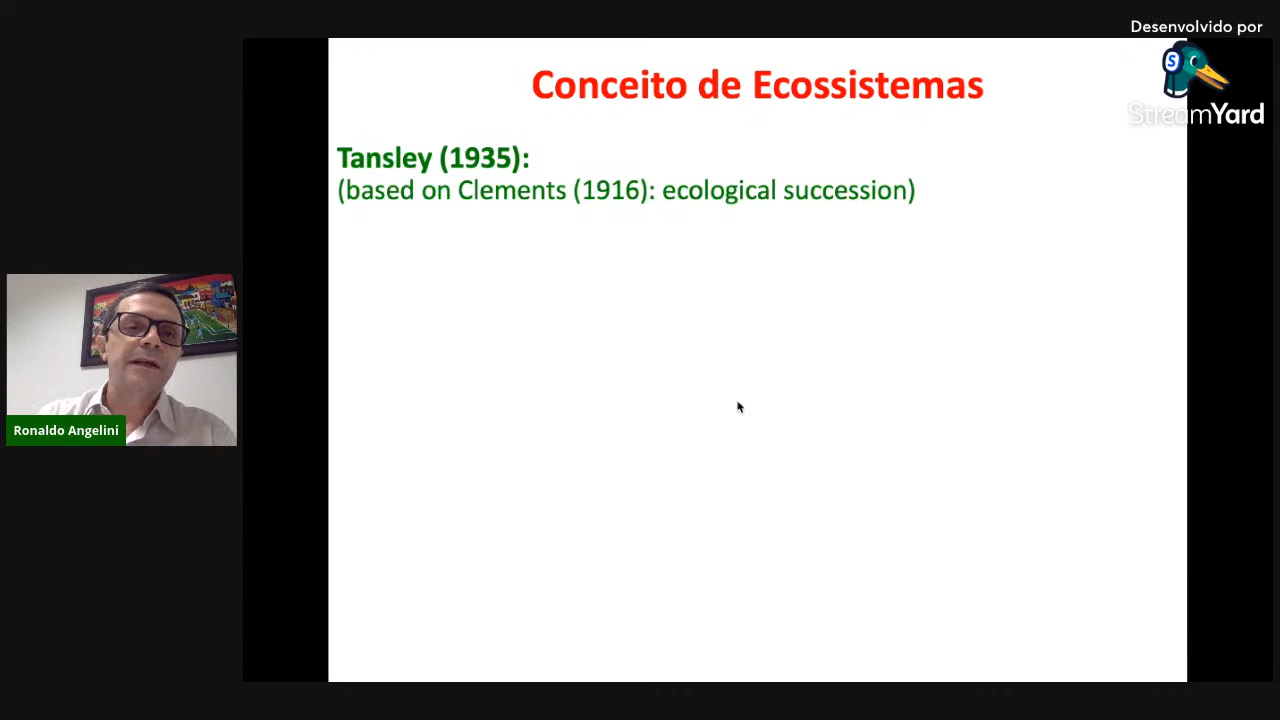 Desenvolvido por
StreamYard
Conceito de Ecossistemas
Tansley (1935):
(based on Clements (1916): ecological succession)
Ronaldo Angelini